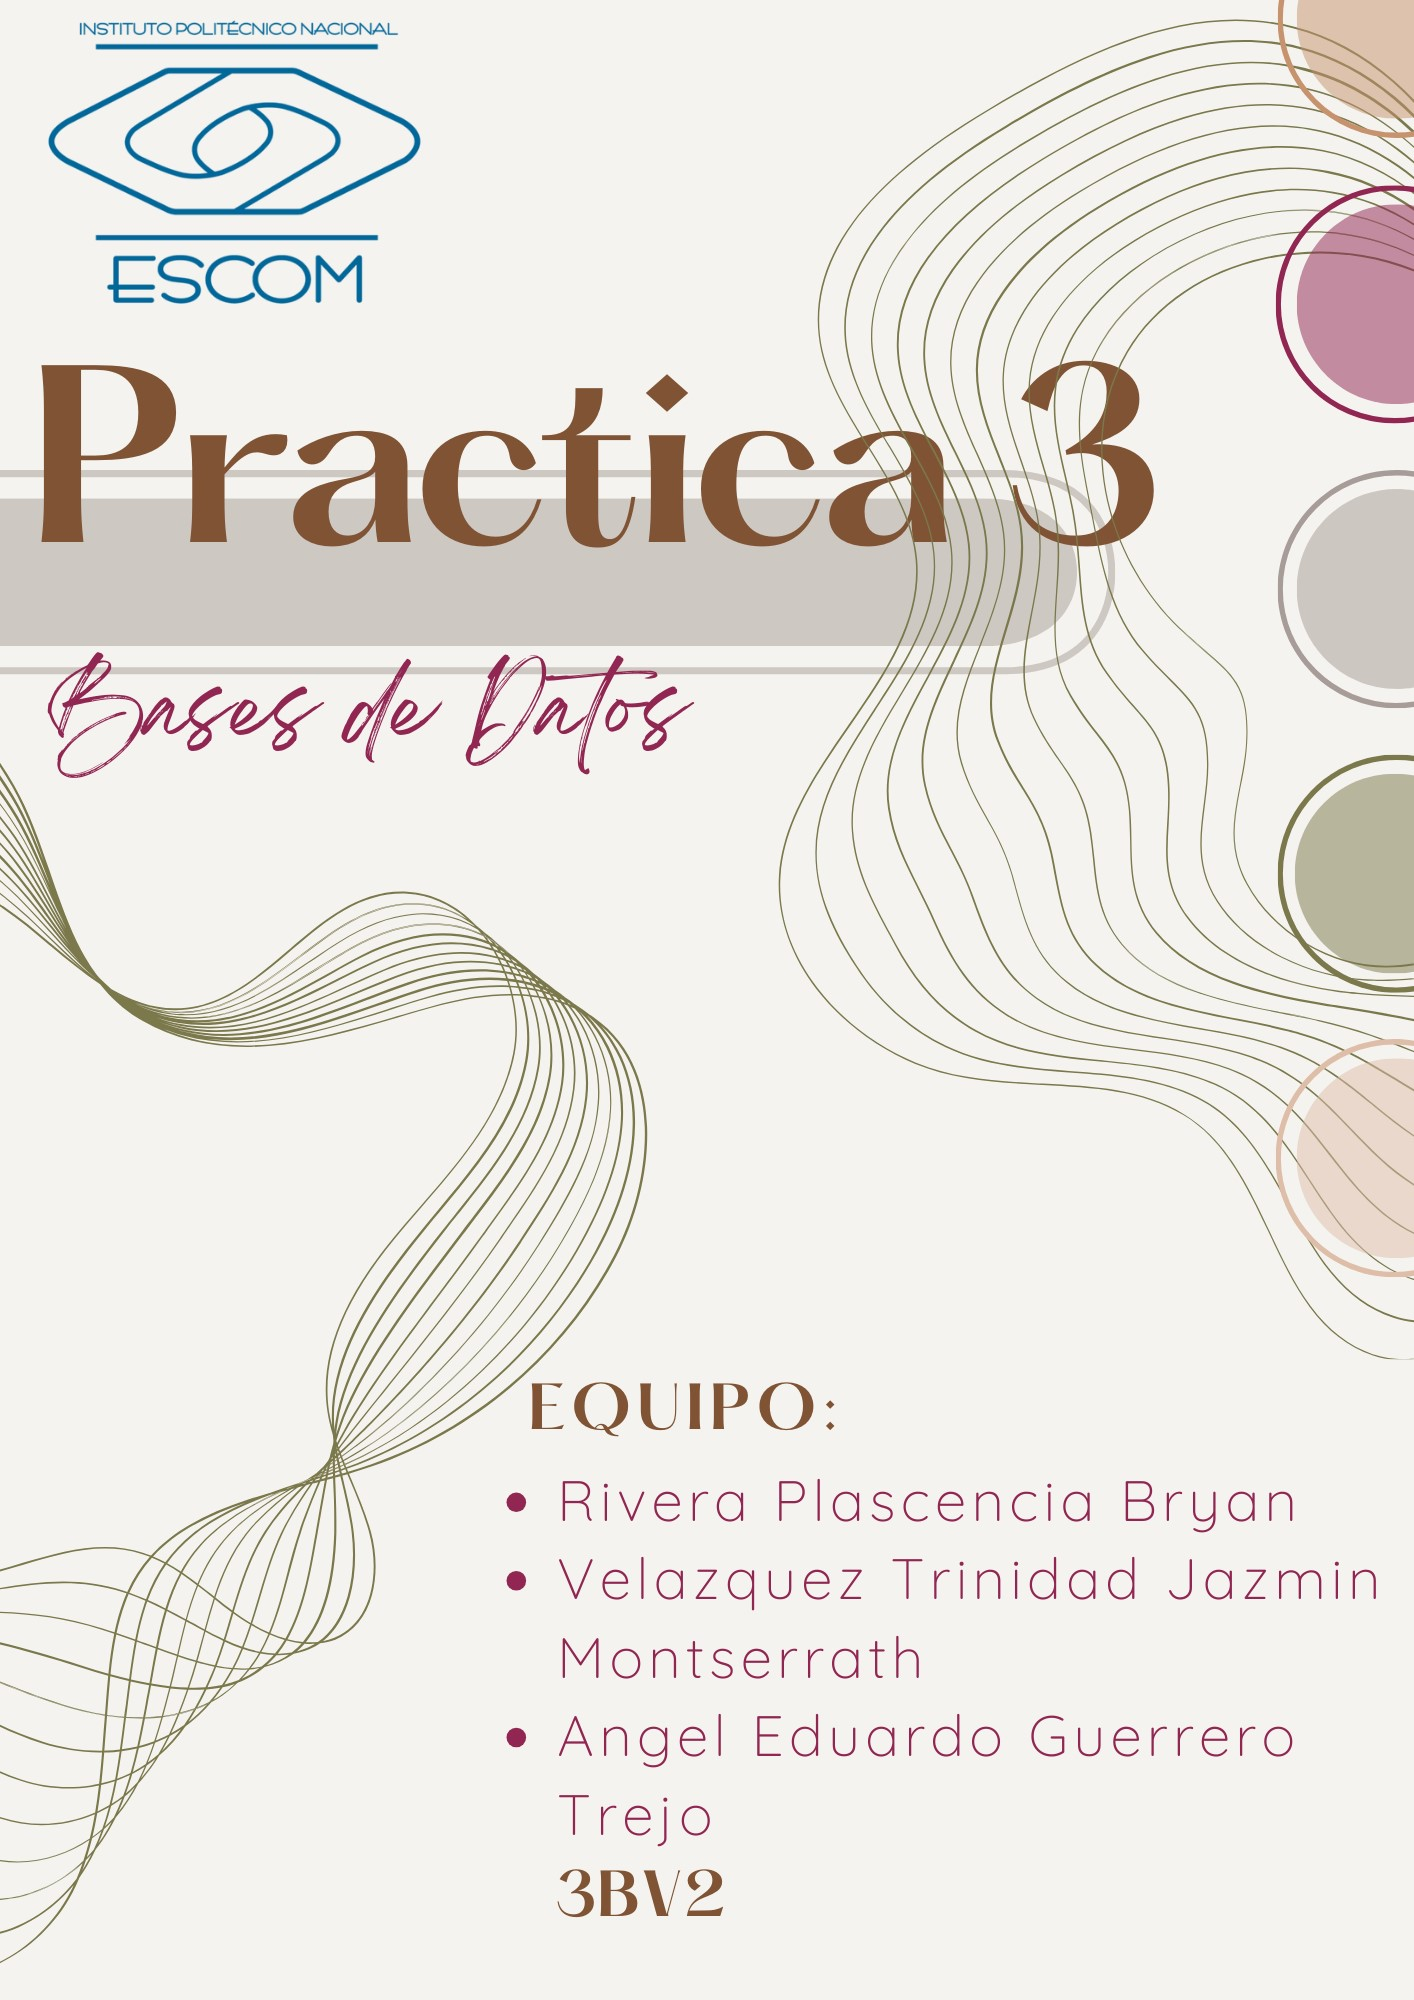 INSTITUTO POLITÉCNICO NACIONAL
ESCOM
Practica 3
Bases de Datos
EQUIPO:
• Rivera Plascencia Bryan
• Velazquez Trinidad Jazmin
Montserrath
• Angel Eduardo Guerrero
Trejo
3BV2